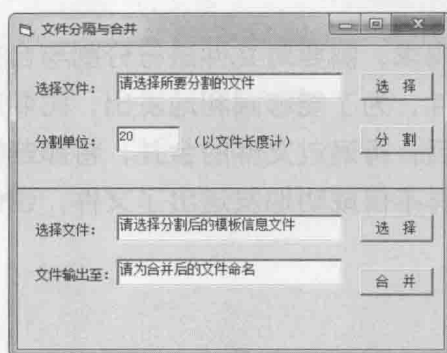 文件分隔与合并
选择文件： 请选择所要分割的文件 选 择
分割单位： 20 （以文件长度计） 分 割
选择文件： 请选择分割后的模板信息文件 选 择
文件输出至： 请为合并后的文件命名 合 并